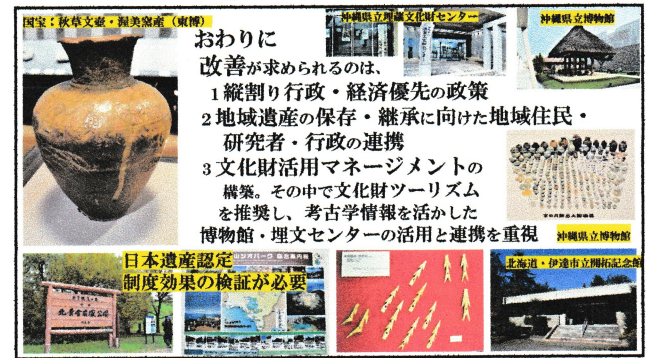 国宝：秋草文壺・渥美窯産（東博）
沖縄県立埋蔵文化財センター
沖縄県立博物館
おわりに
改善が求められるのは、
1縦割り行政・経済優先の政策
2地域遺産の保存・継承に向けた地域住民・
研究者・行政の連携
3文化財活用マネージメントの
構築。その中で文化財ツーリズム
を推奨し、考古学情報を活かした
博物館・埋文センターの活用と連携を重視
沖縄県立博物館
日本遺産認定
制度効果の検証が必要
北海道・伊達市立開拓記念館
北黄金貝塚公園